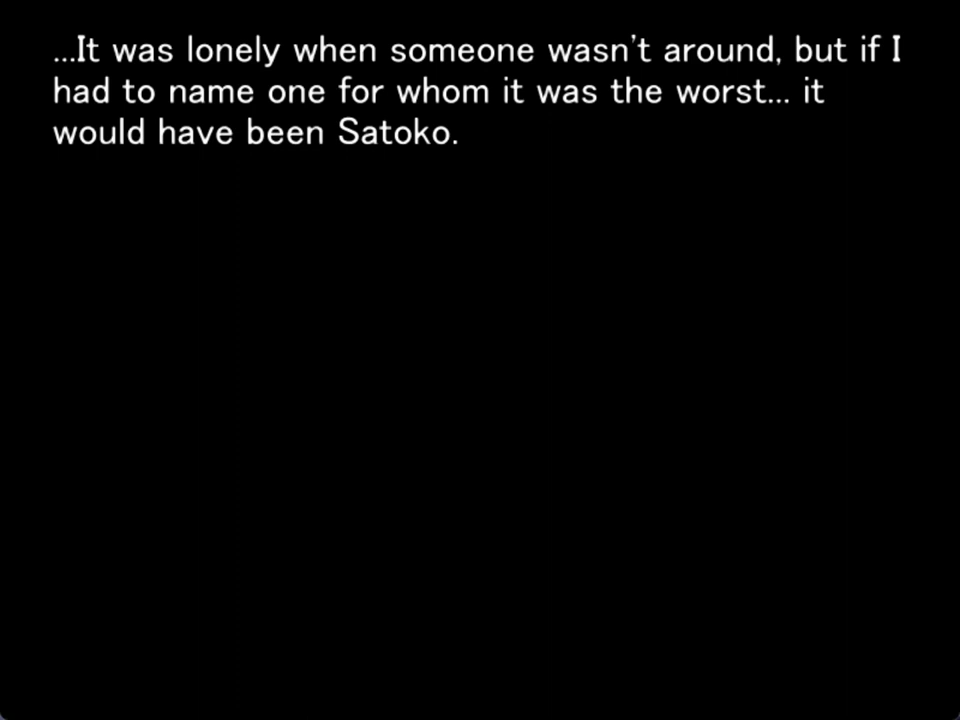 ...It was lonely when someone wasn't around, but if I
had to name one for whom it was the worst... it
would have been Satoko.